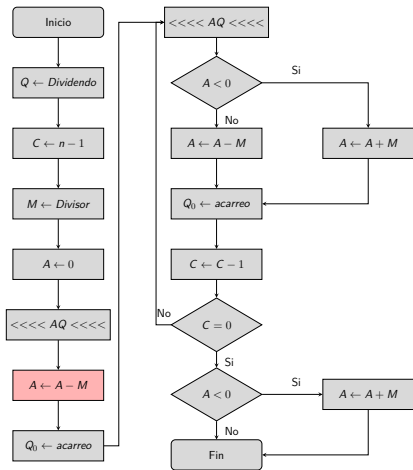 Inicio
Q ← Dividendo
C ← n − 1
M ← Divisor
A ← 0
<<<< AQ <<<<
A ← A − M
Q₀ ← acarreo
<<<< AQ <<<<
A < 0
Si
No
A ← A − M
A ← A + M
Q₀ ← acarreo
C ← C − 1
No
C = 0
Si
A < 0
Si
A ← A + M
No
Fin